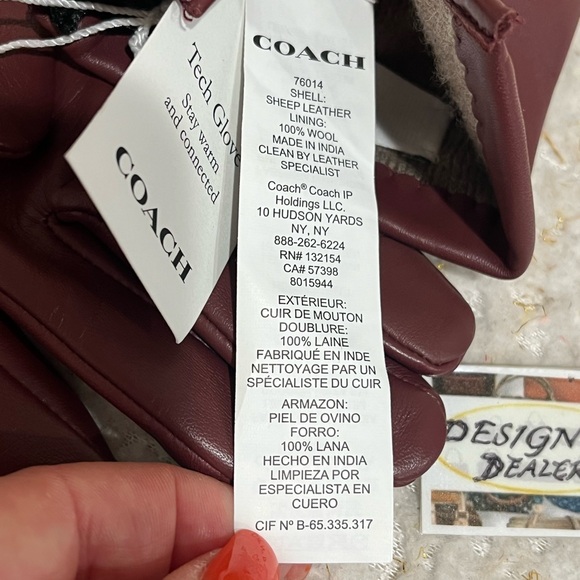 COACH
76014
SHELL:
SHEEP LEATHER
LINING:
100% WOOL
MADE IN INDIA
CLEAN BY LEATHER
SPECIALIST
Coach® Coach IP
Holdings LLC.
10 HUDSON YARDS
NY, NY
888-262-6224
RN# 132154
CA# 57398
8015944
EXTÉRIEUR:
CUIR DE MOUTON
DOUBLURE:
100% LAINE
FABRIQUÉ EN INDE
NETTOYAGE PAR UN
SPÉCIALISTE DU CUIR
ARMAZON:
PIEL DE OVINO
FORRO:
100% LANA
HECHO EN INDIA
LIMPIEZA POR
ESPECIALISTA EN
CUERO
CIF Nº B-65.335.317
Tech Glove
Stay warm
and connected
COACH
DESIGN
DEALER